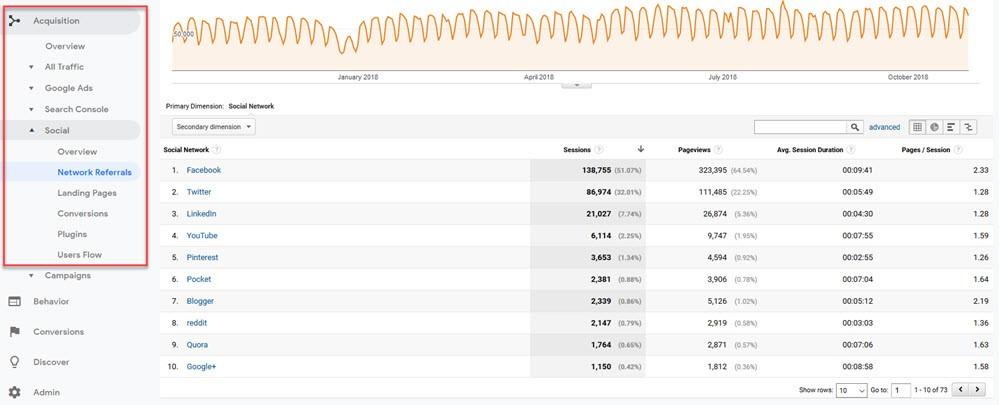 Acquisition
Overview
All Traffic
Google Ads
Search Console
Social
Overview
Network Referrals
Landing Pages
Conversions
Plugins
Users Flow
Campaigns
Behavior
Conversions
Discover
Admin
50,000
January 2018 April 2018 July 2018 October 2018
Primary Dimension: Social Network
Secondary dimension advanced
Social Network ? Sessions ? Pageviews ? Avg. Session Duration ? Pages / Session ?
1. Facebook 138,755 (51.07%) 323,395 (64.54%) 00:09:41 2.33
2. Twitter 86,974 (32.01%) 111,485 (22.25%) 00:05:49 1.28
3. LinkedIn 21,027 (7.74%) 26,874 (5.36%) 00:04:30 1.28
4. YouTube 6,114 (2.25%) 9,747 (1.95%) 00:07:55 1.59
5. Pinterest 3,653 (1.34%) 4,594 (0.92%) 00:02:55 1.26
6. Pocket 2,381 (0.88%) 3,906 (0.78%) 00:07:04 1.64
7. Blogger 2,339 (0.86%) 5,126 (1.02%) 00:05:12 2.19
8. reddit 2,147 (0.79%) 2,919 (0.58%) 00:03:03 1.36
9. Quora 1,764 (0.65%) 2,871 (0.57%) 00:07:06 1.63
10. Google+ 1,150 (0.42%) 1,812 (0.36%) 00:08:58 1.58
Show rows: 10 Go to: 1 1 - 10 of 73